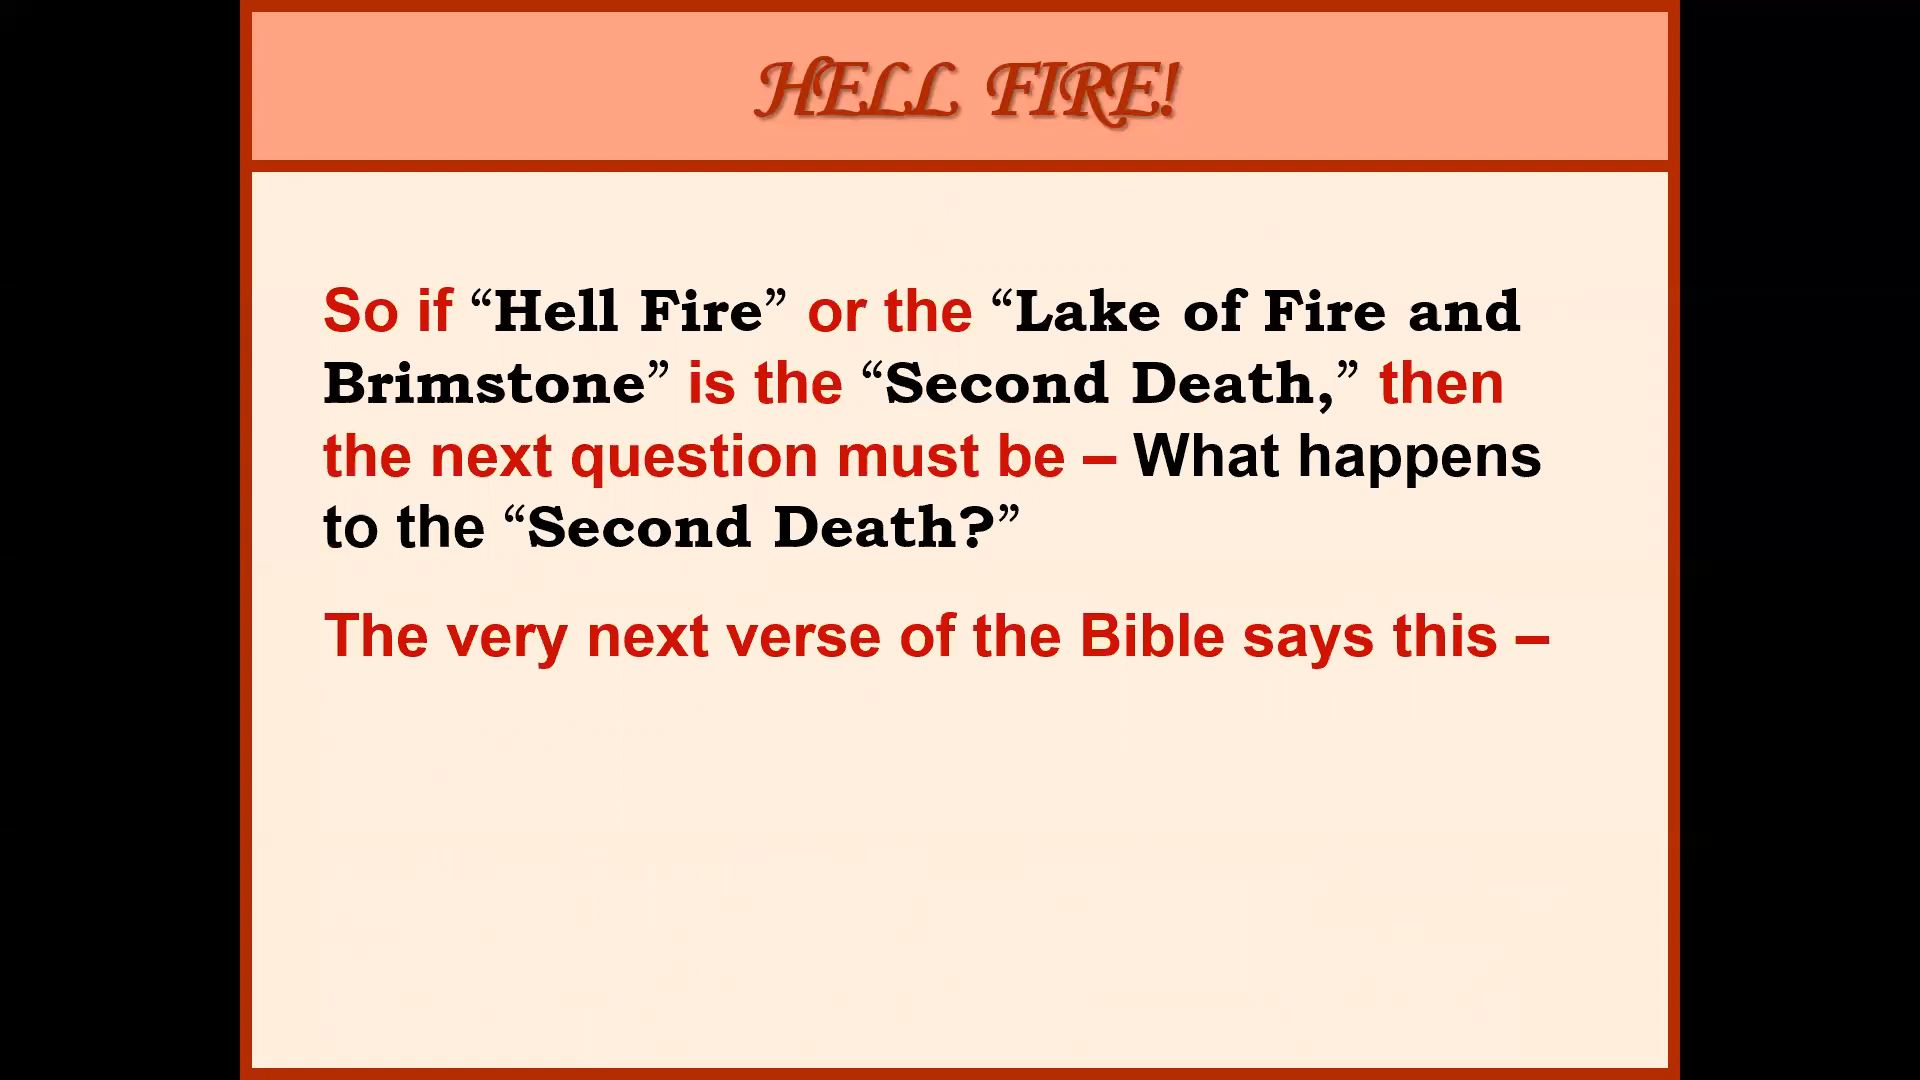 HELL FIRE!
So if “Hell Fire” or the “Lake of Fire and
Brimstone” is the “Second Death,” then
the next question must be – What happens
to the “Second Death?”
The very next verse of the Bible says this –